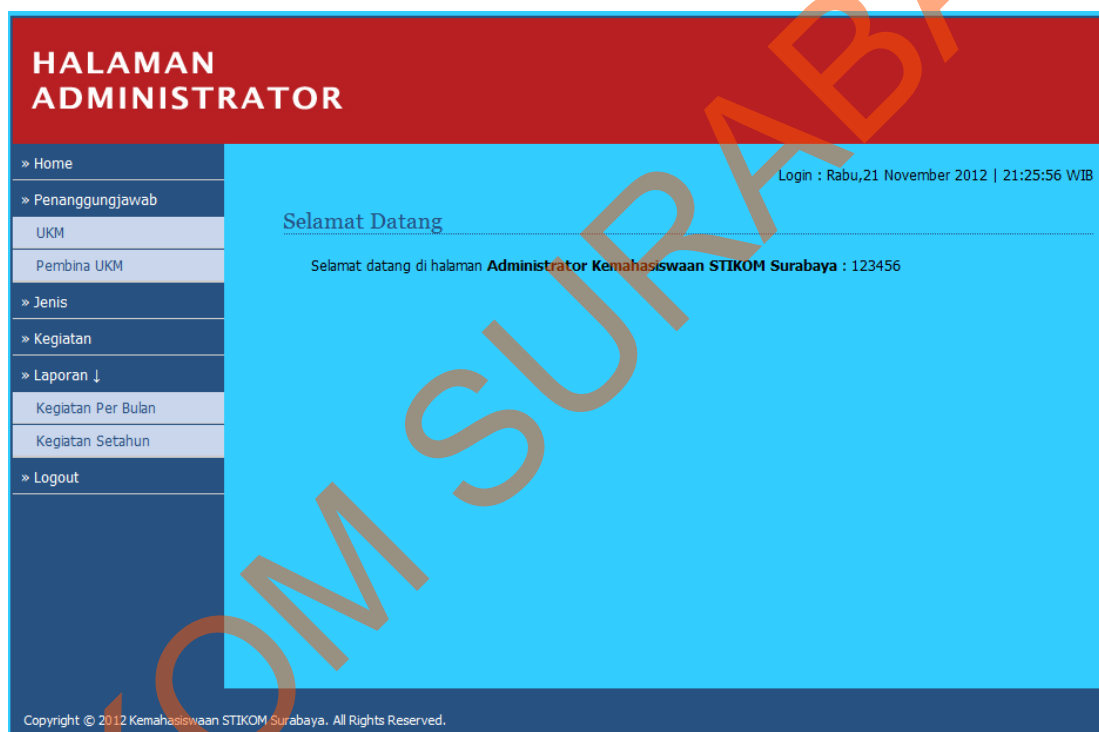 HALAMAN
ADMINISTRATOR
» Home
» Penanggungjawab
UKM
Pembina UKM
» Jenis
» Kegiatan
» Laporan ↓
Kegiatan Per Bulan
Kegiatan Setahun
» Logout
Login : Rabu,21 November 2012 | 21:25:56 WIB
Selamat Datang
Selamat datang di halaman Administrator Kemahasiswaan STIKOM Surabaya : 123456
Copyright © 2012 Kemahasiswaan STIKOM Surabaya. All Rights Reserved.
OM SURABA